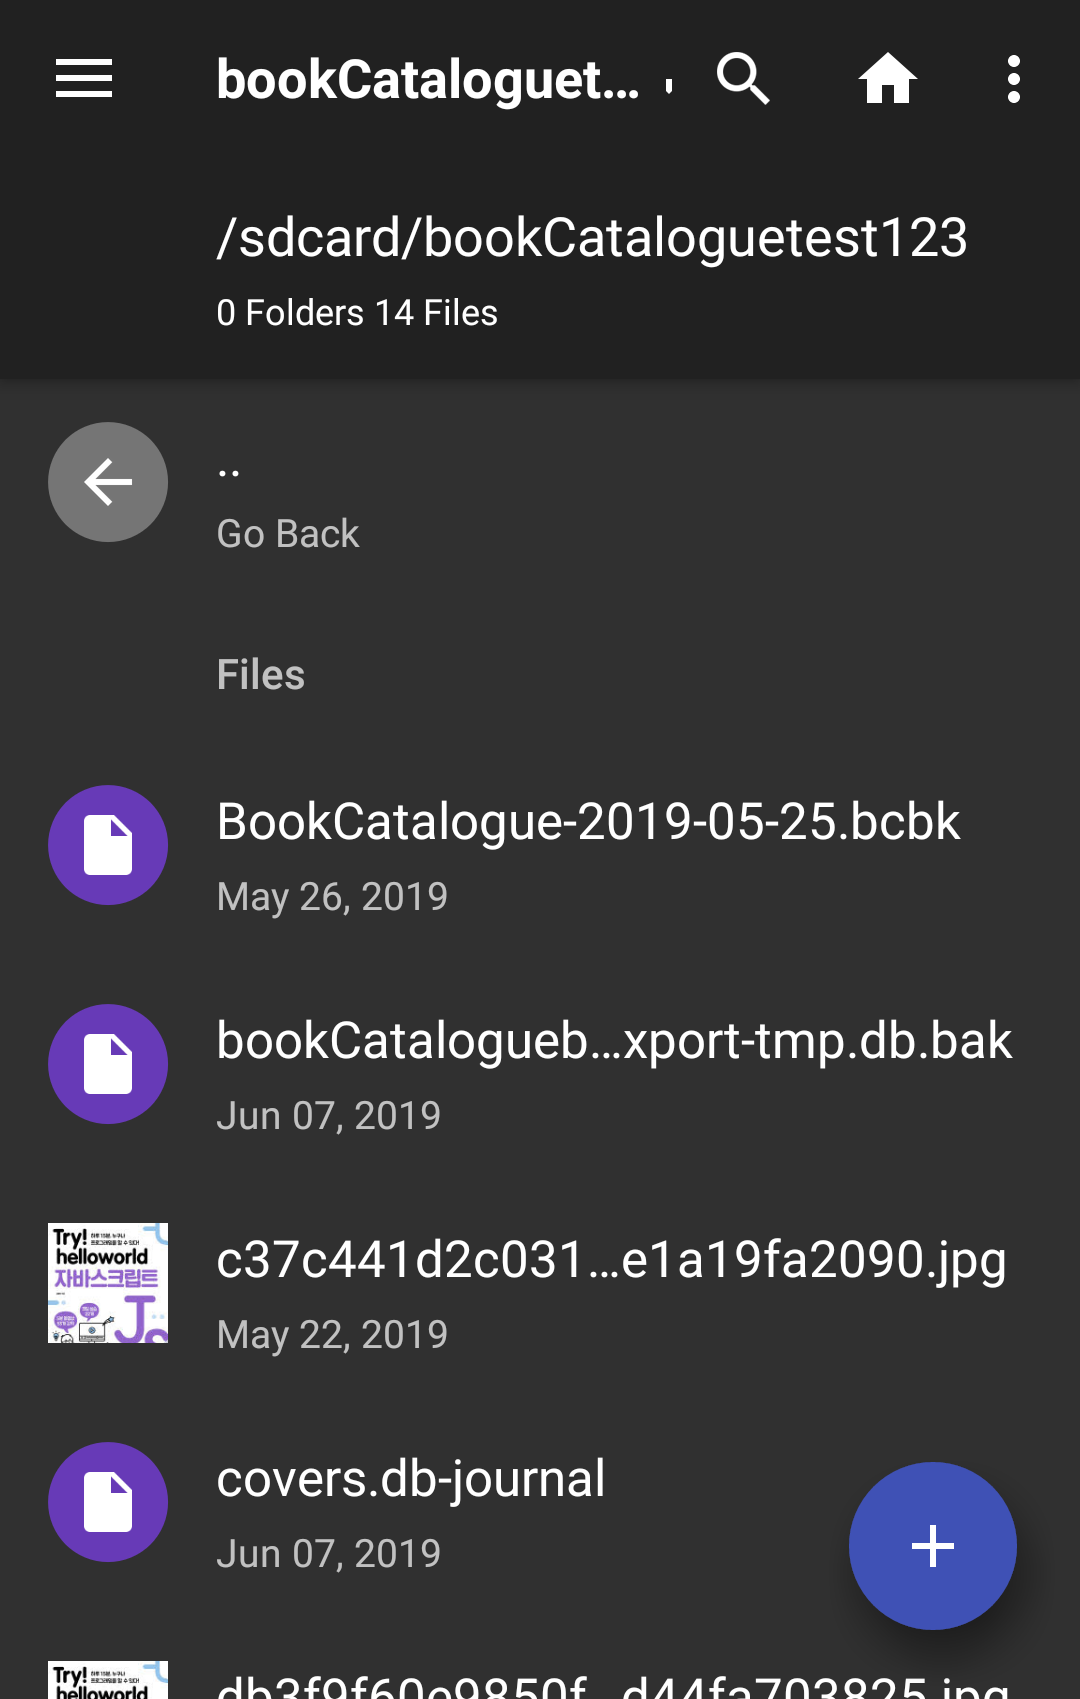 bookCataloguet...
/sdcard/bookCataloguetest123
0 Folders 14 Files
..
Go Back
Files
BookCatalogue-2019-05-25.bcbk
May 26, 2019
bookCatalogueb...xport-tmp.db.bak
Jun 07, 2019
Try!
helloworld
자바스크립트
Js
c37c441d2c031...e1a19fa2090.jpg
May 22, 2019
covers.db-journal
Jun 07, 2019
Try!
helloworld
db3f9f60e9850f...d44fa703825.jpg